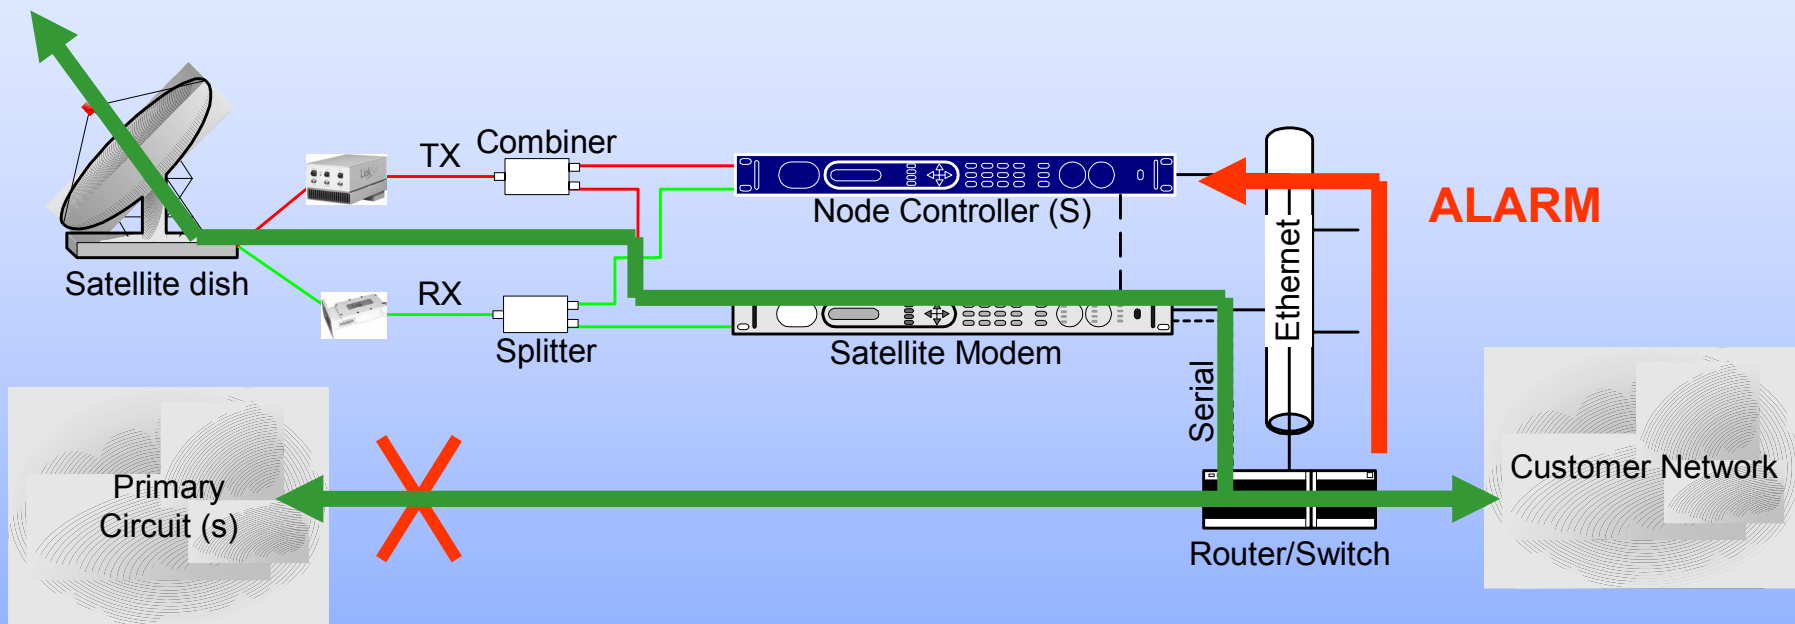 TX
Combiner
Node Controller (S)
ALARM
Satellite dish
RX
Splitter
Satellite Modem
Ethernet
Serial
Primary
Circuit (s)
Customer Network
Router/Switch
Link